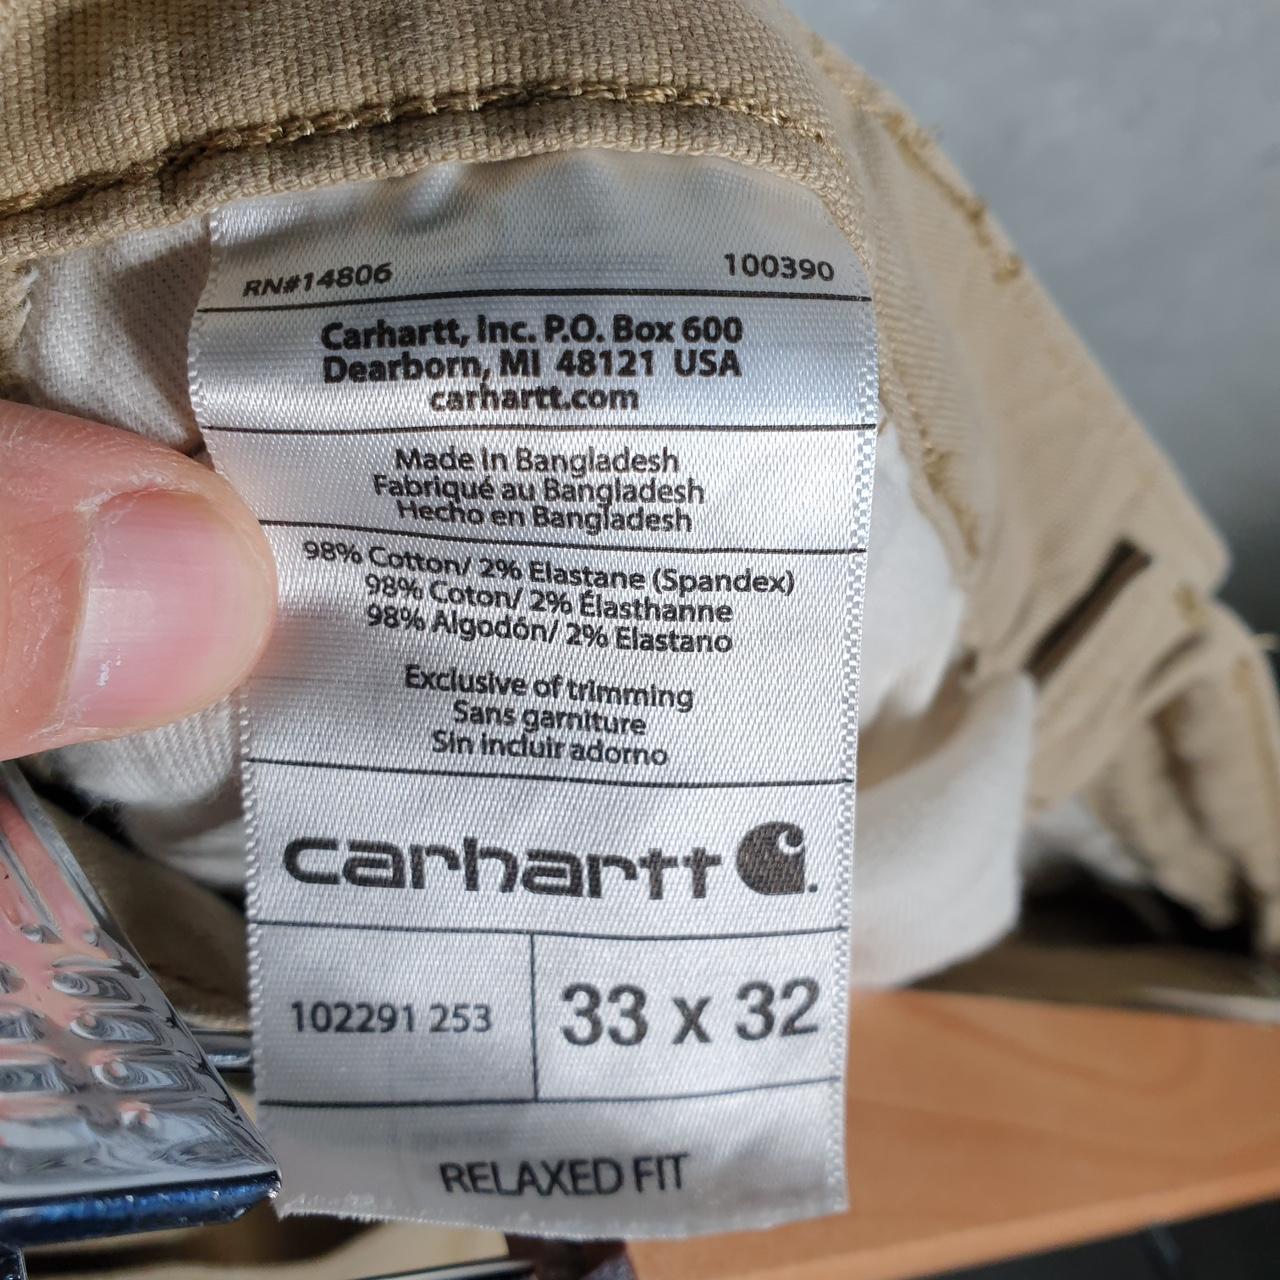 RN#14806 100390
Carhartt, Inc. P.O. Box 600
Dearborn, MI 48121 USA
carhartt.com
Made in Bangladesh
Fabriqué au Bangladesh
Hecho en Bangladesh
98% Cotton/ 2% Elastane (Spandex)
98% Coton/ 2% Élasthanne
98% Algodón/ 2% Elastano
Exclusive of trimming
Sans garniture
Sin incluir adorno
carhartt
102291 253 33 x 32
RELAXED FIT